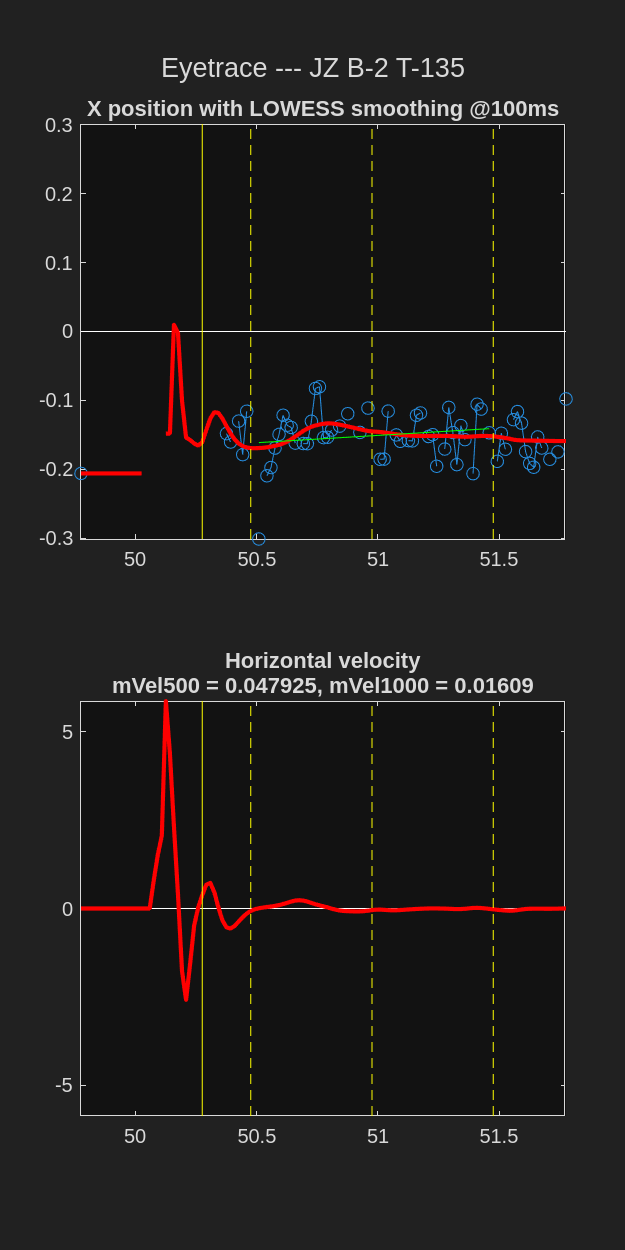 Eyetrace --- JZ B-2 T-135
X position with LOWESS smoothing @100ms
0.3
0.2
0.1
0
-0.1
-0.2
-0.3
50 50.5 51 51.5
Horizontal velocity
mVel500 = 0.047925, mVel1000 = 0.01609
5
0
-5
50 50.5 51 51.5